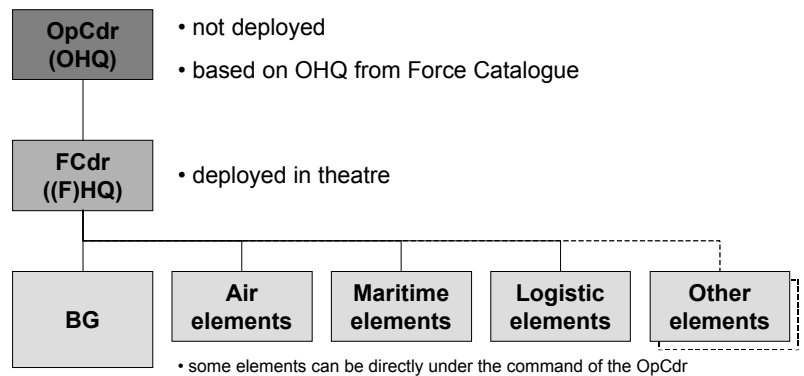 OpCdr
(OHQ)
• not deployed
• based on OHQ from Force Catalogue
FCdr
((F)HQ)
• deployed in theatre
BG
Air
elements
Maritime
elements
Logistic
elements
Other
elements
• some elements can be directly under the command of the OpCdr